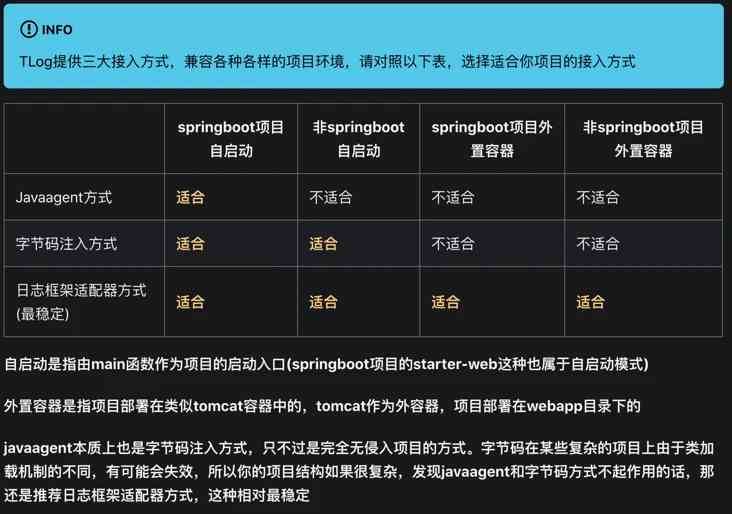 INFO
TLog提供三大接入方式，兼容各种各样的项目环境，请对照以下表，选择适合你项目的接入方式
springboot项目自启动 非springboot自启动 springboot项目外置容器 非springboot项目外置容器
Javaagent方式 适合 不适合 不适合 不适合
字节码注入方式 适合 适合 不适合 不适合
日志框架适配器方式(最稳定) 适合 适合 适合 适合
自启动是指由main函数作为项目的启动入口(springboot项目的starter-web这种也属于自启动模式)
外置容器是指项目部署在类似tomcat容器中的，tomcat作为外容器，项目部署在webapp目录下的
javaagent本质上也是字节码注入方式，只不过是完全无侵入项目的方式。字节码在某些复杂的项目上由于类加
载机制的不同，有可能会失效，所以你的项目结构如果很复杂，发现javaagent和字节码方式不起作用的话，那
还是推荐日志框架适配器方式，这种相对最稳定